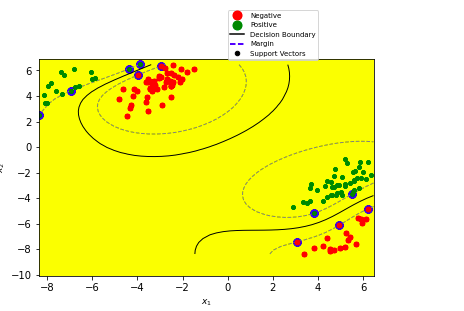 Negative
Positive
Decision Boundary
Margin
Support Vectors
6
4
2
0
−2
−4
−6
−8
−10
x₂
−8 −6 −4 −2 0 2 4 6
x₁